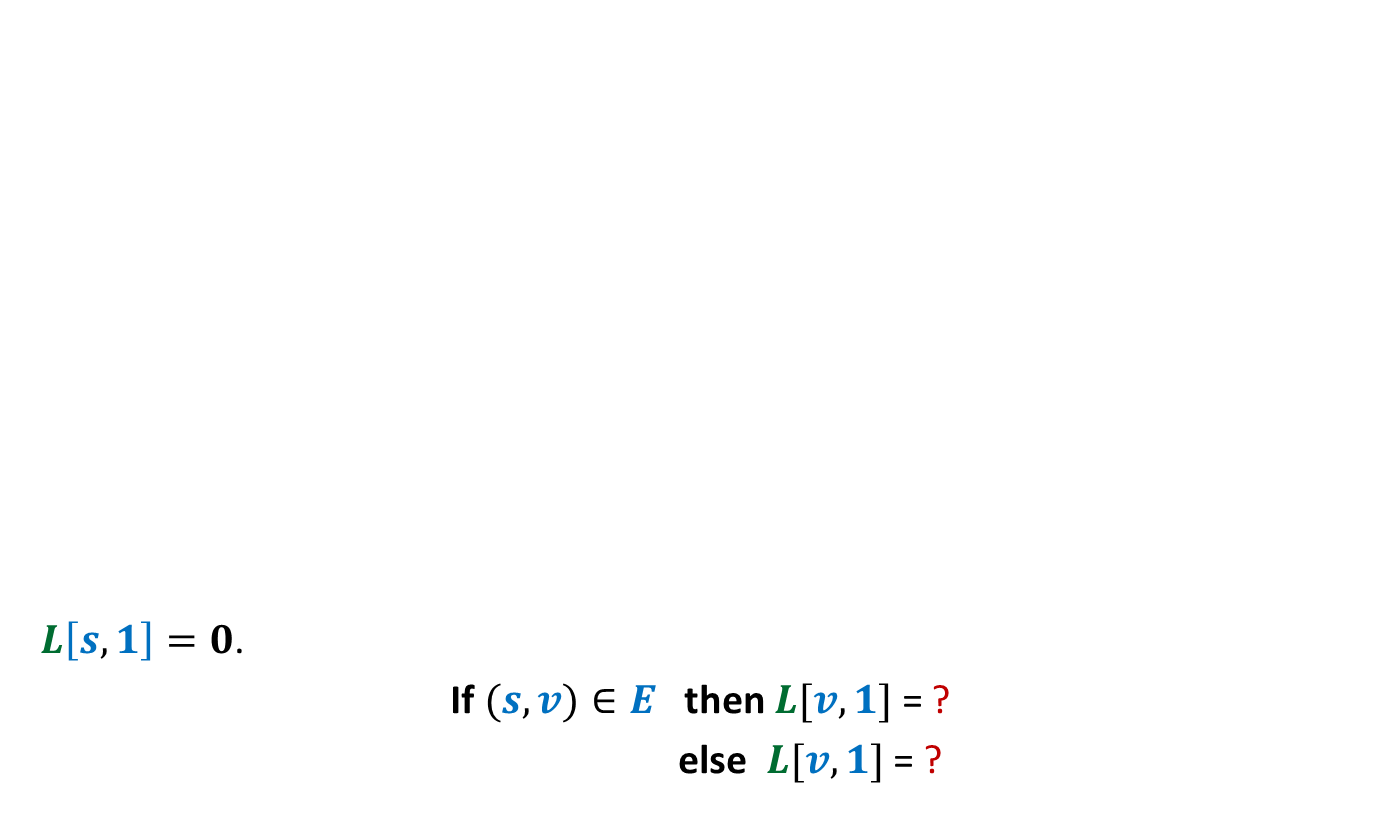 L[s, 1] = 0.
If (s, v) ∈ E then L[v, 1] = ?
else L[v, 1] = ?